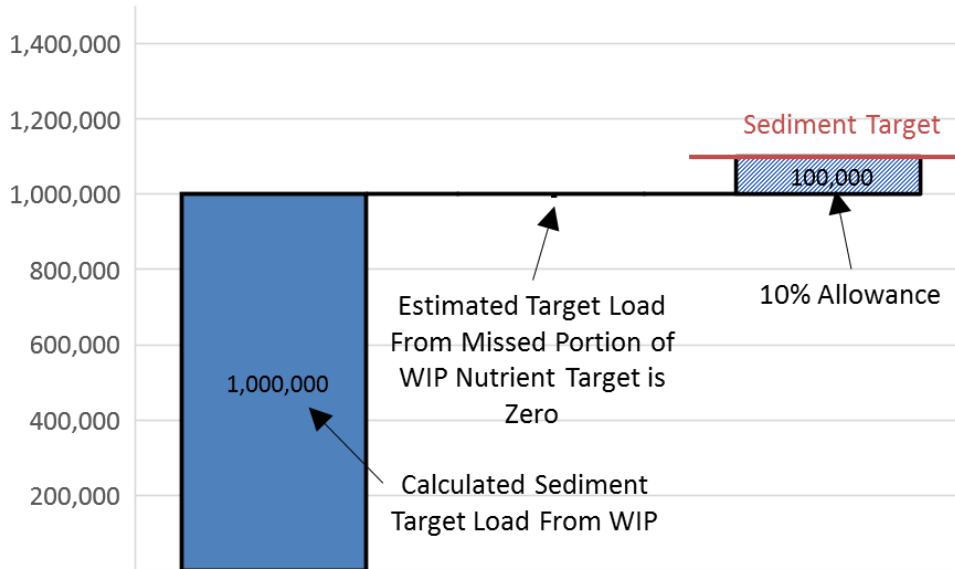 1,400,000
1,200,000
Sediment Target
100,000
1,000,000
800,000
10% Allowance
Estimated Target Load
From Missed Portion of
WIP Nutrient Target is
Zero
600,000
1,000,000
400,000
Calculated Sediment
Target Load From WIP
200,000